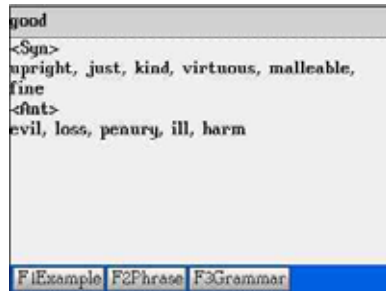 good
<Syn>
upright, just, kind, virtuous, malleable,
fine
<Ant>
evil, loss, penury, ill, harm
F1Example F2Phrase F3Grammar